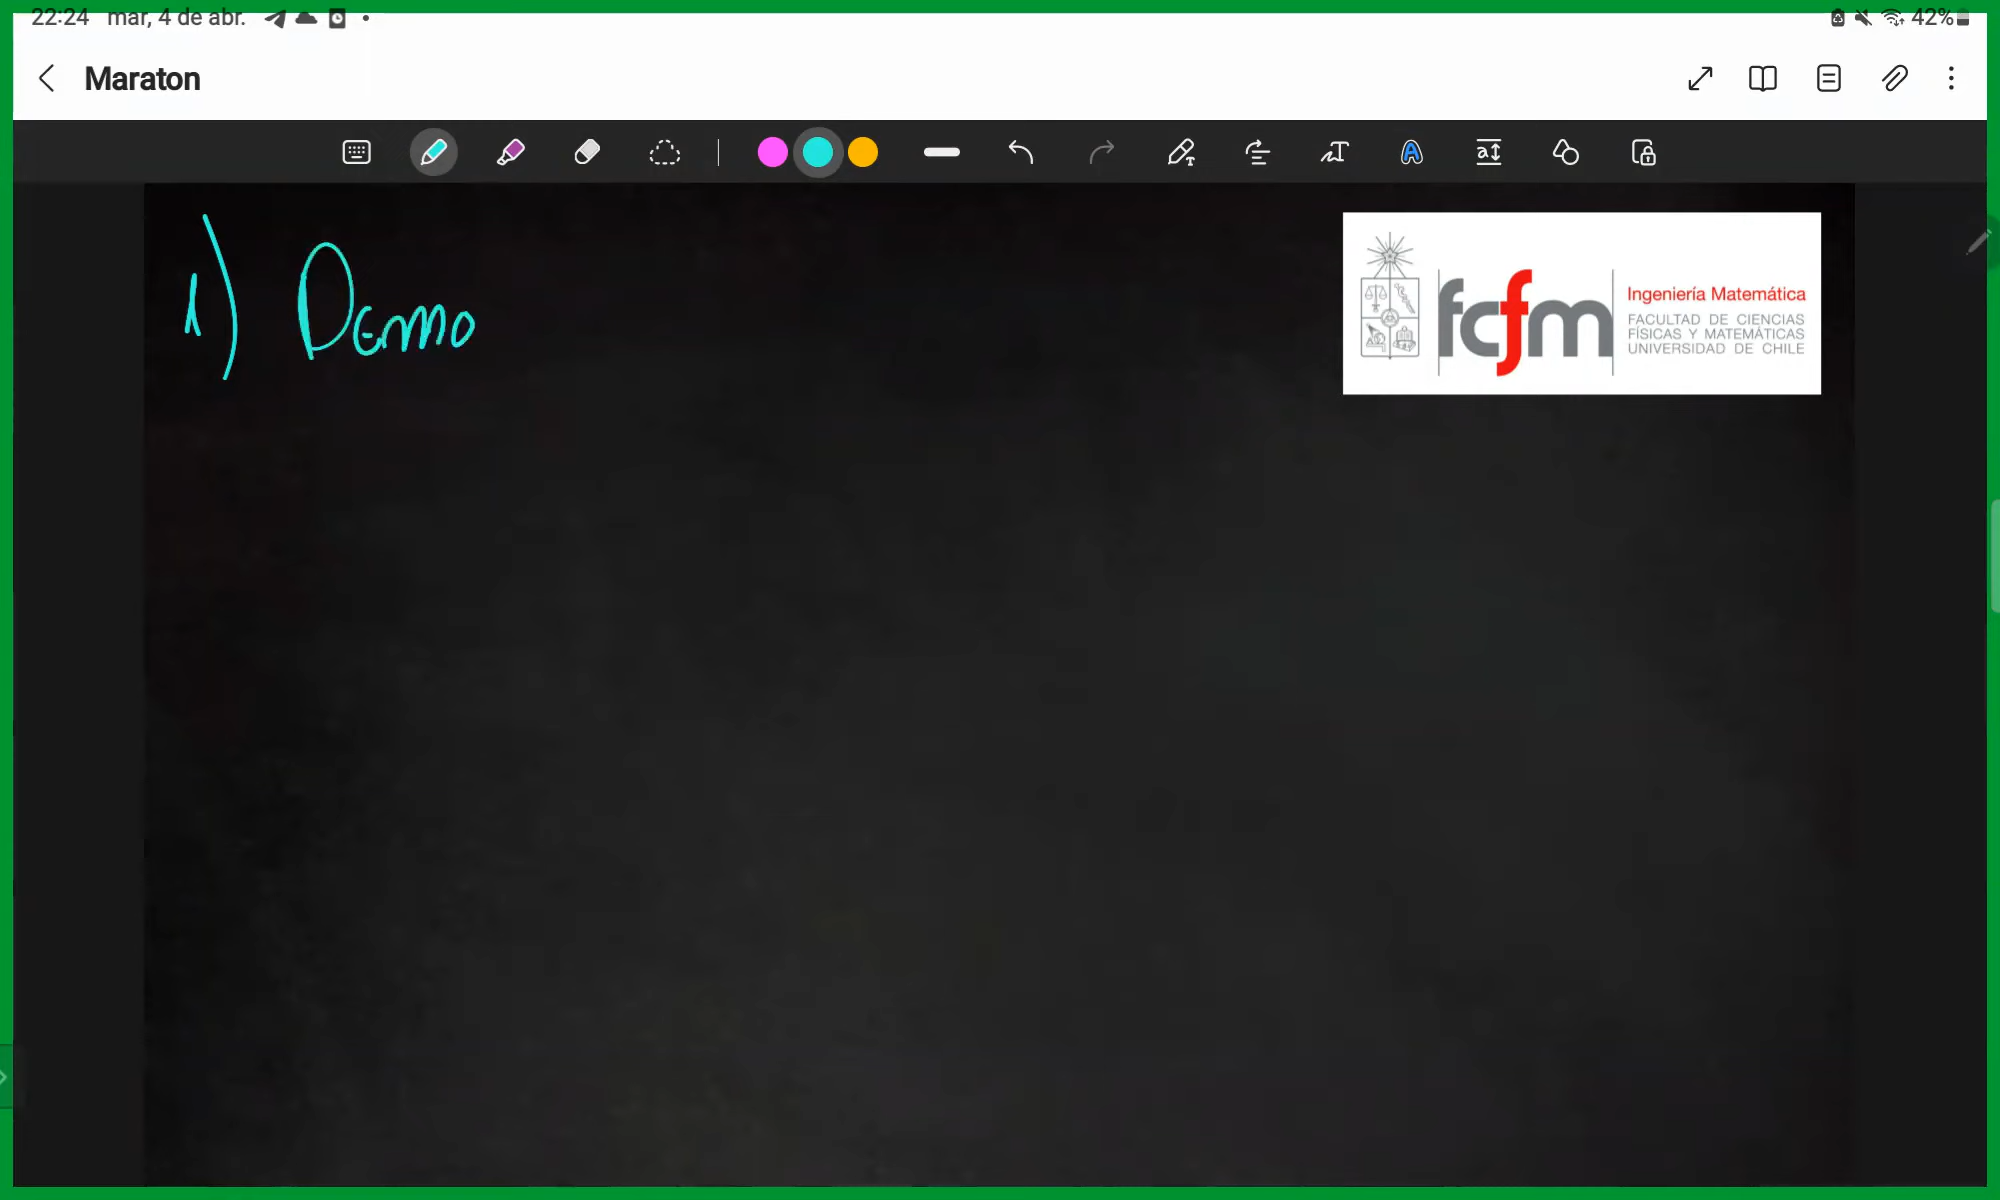 22:24 mar, 4 de abr.
42%
Maraton
1) Demo
fcfm
Ingeniería Matemática
FACULTAD DE CIENCIAS
FÍSICAS Y MATEMÁTICAS
UNIVERSIDAD DE CHILE